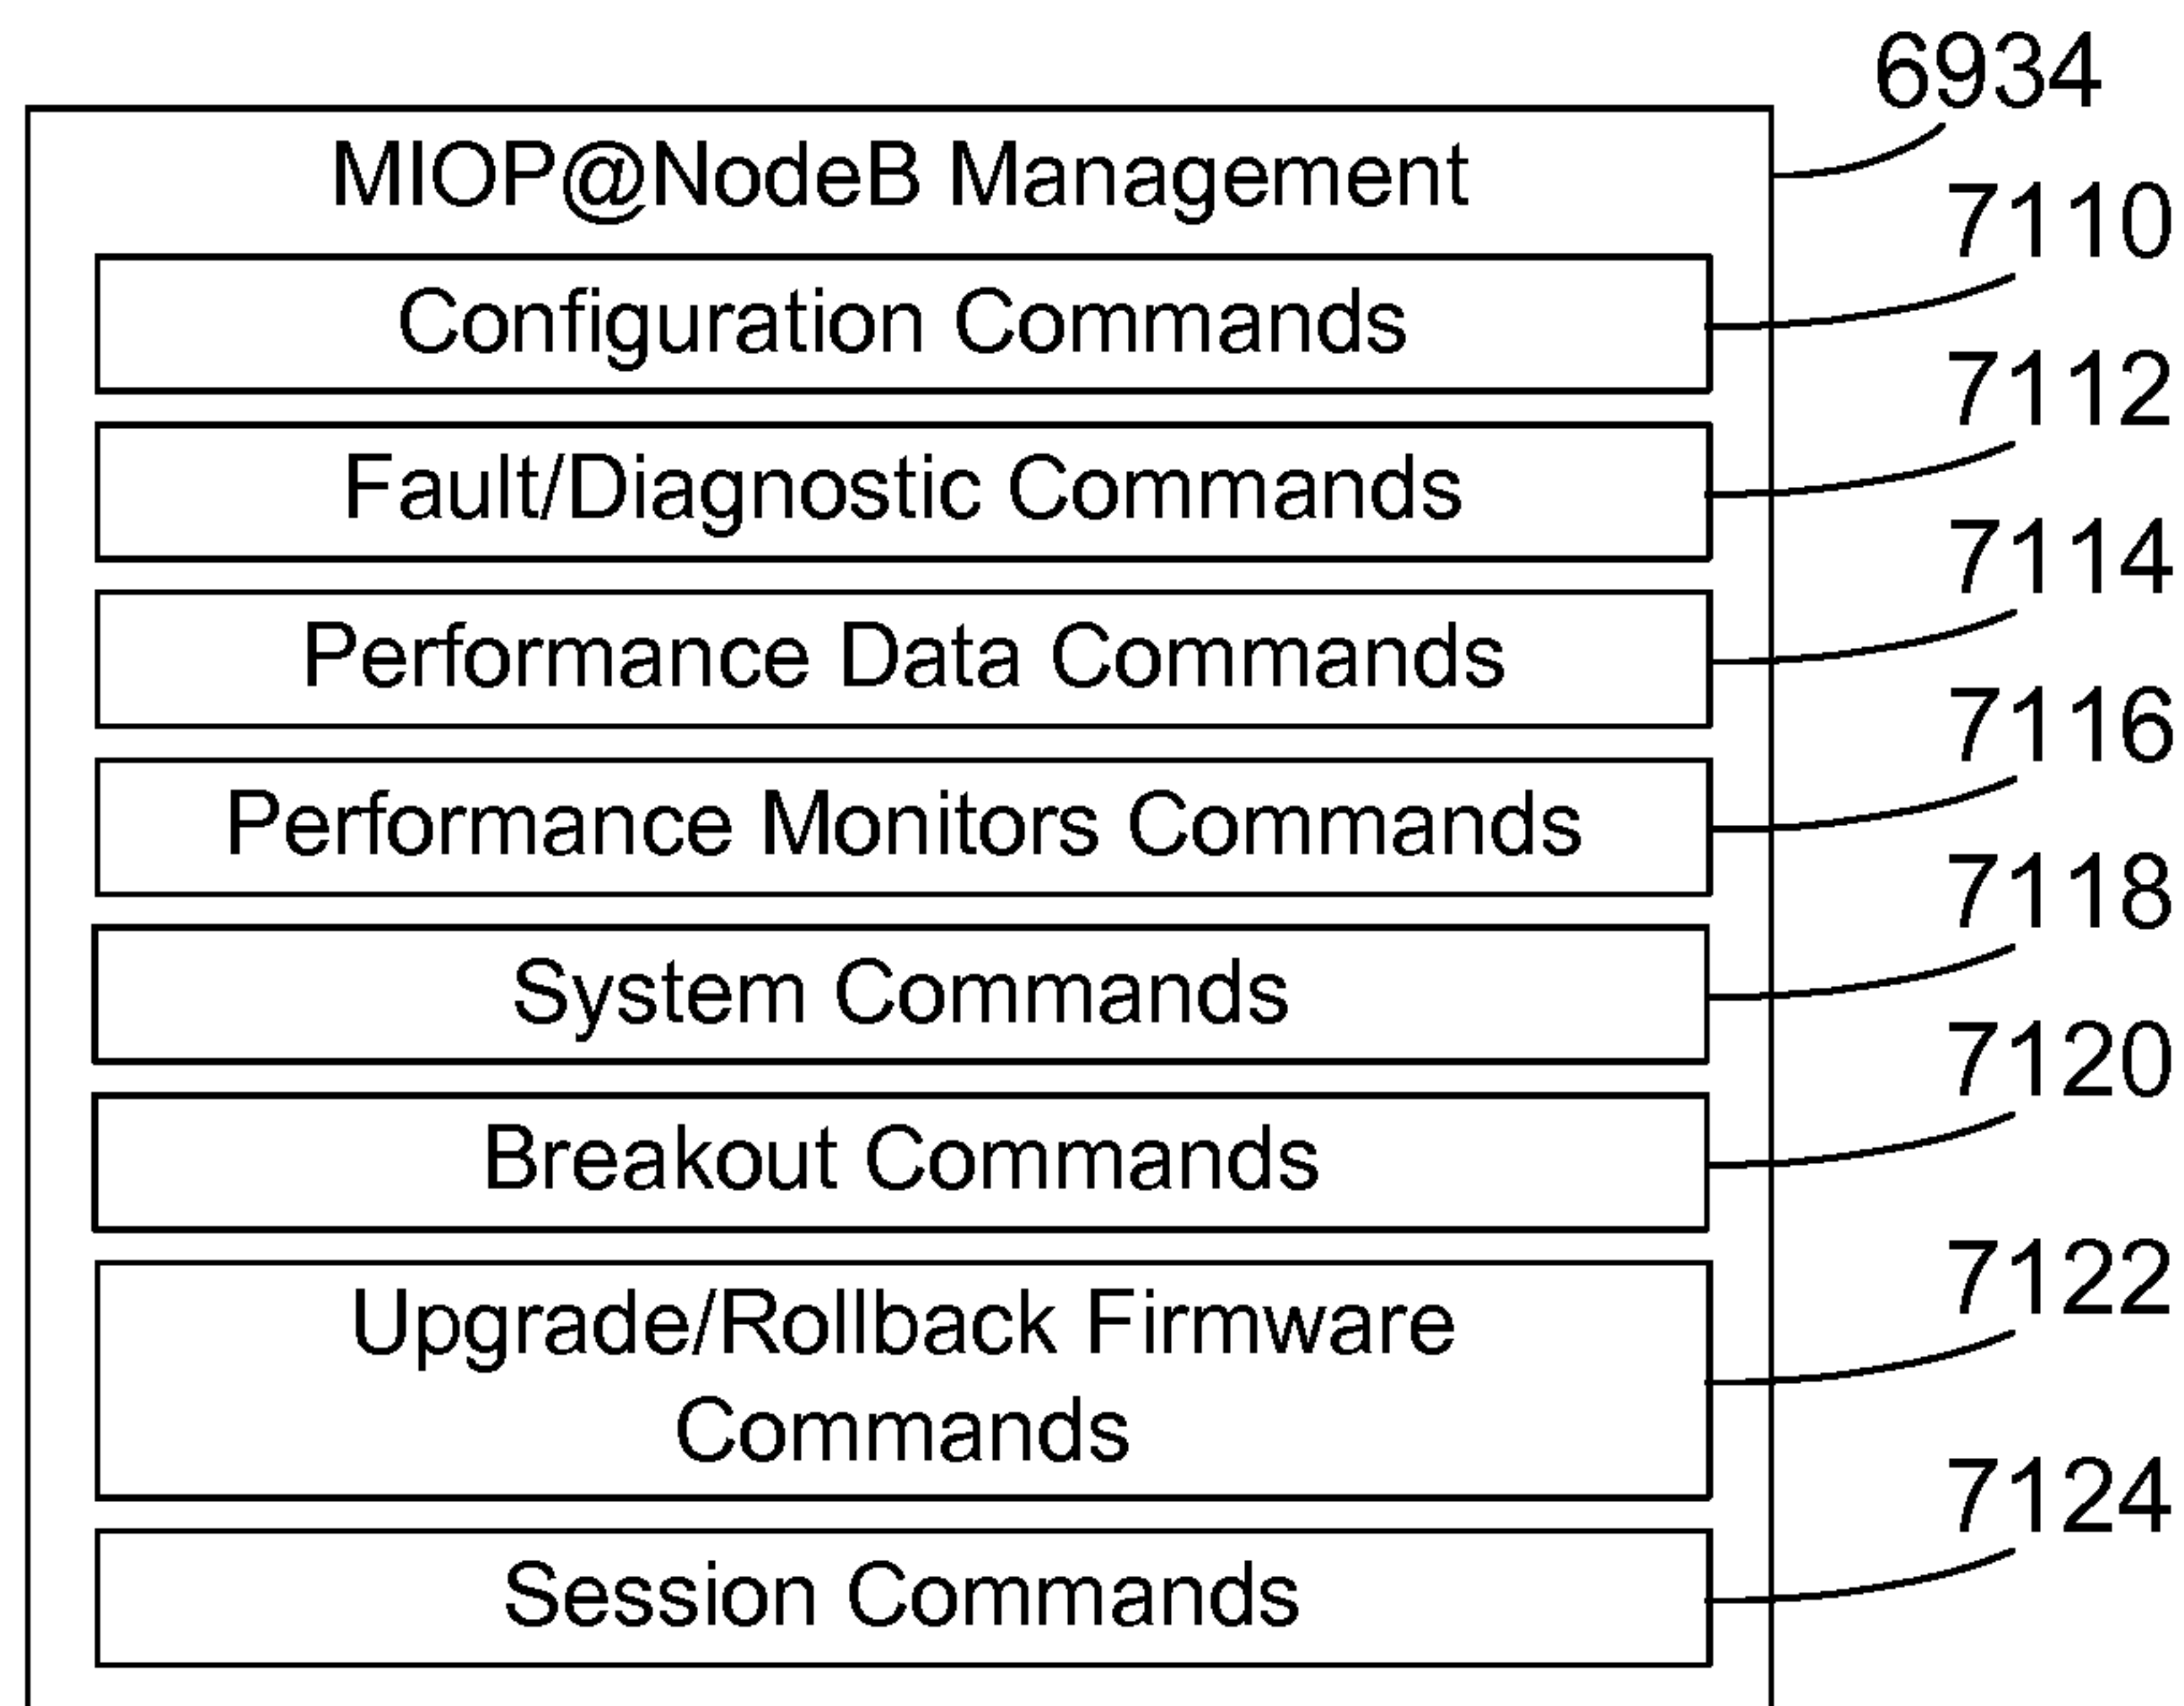 6934
MIOP@NodeB Management
7110
Configuration Commands
7112
Fault/Diagnostic Commands
7114
Performance Data Commands
7116
Performance Monitors Commands
7118
System Commands
7120
Breakout Commands
7122
Upgrade/Rollback Firmware
Commands
7124
Session Commands